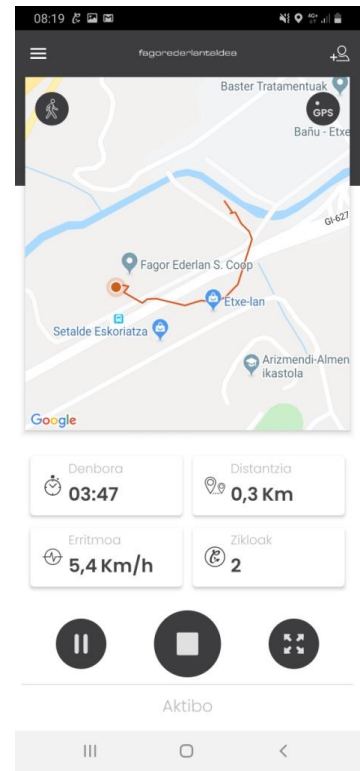 08:19
4G+
fagorederlantaldea
Baster Tratamentuak
GPS
Bañu - Etxe
GI-627
Fagor Ederlan S. Coop
Etxe-lan
Setalde Eskoriatza
Arizmendi-Almen
ikastola
Google
Denbora
03:47
Distantzia
0,3 Km
Erritmoa
5,4 Km/h
Zikloak
2
Aktibo